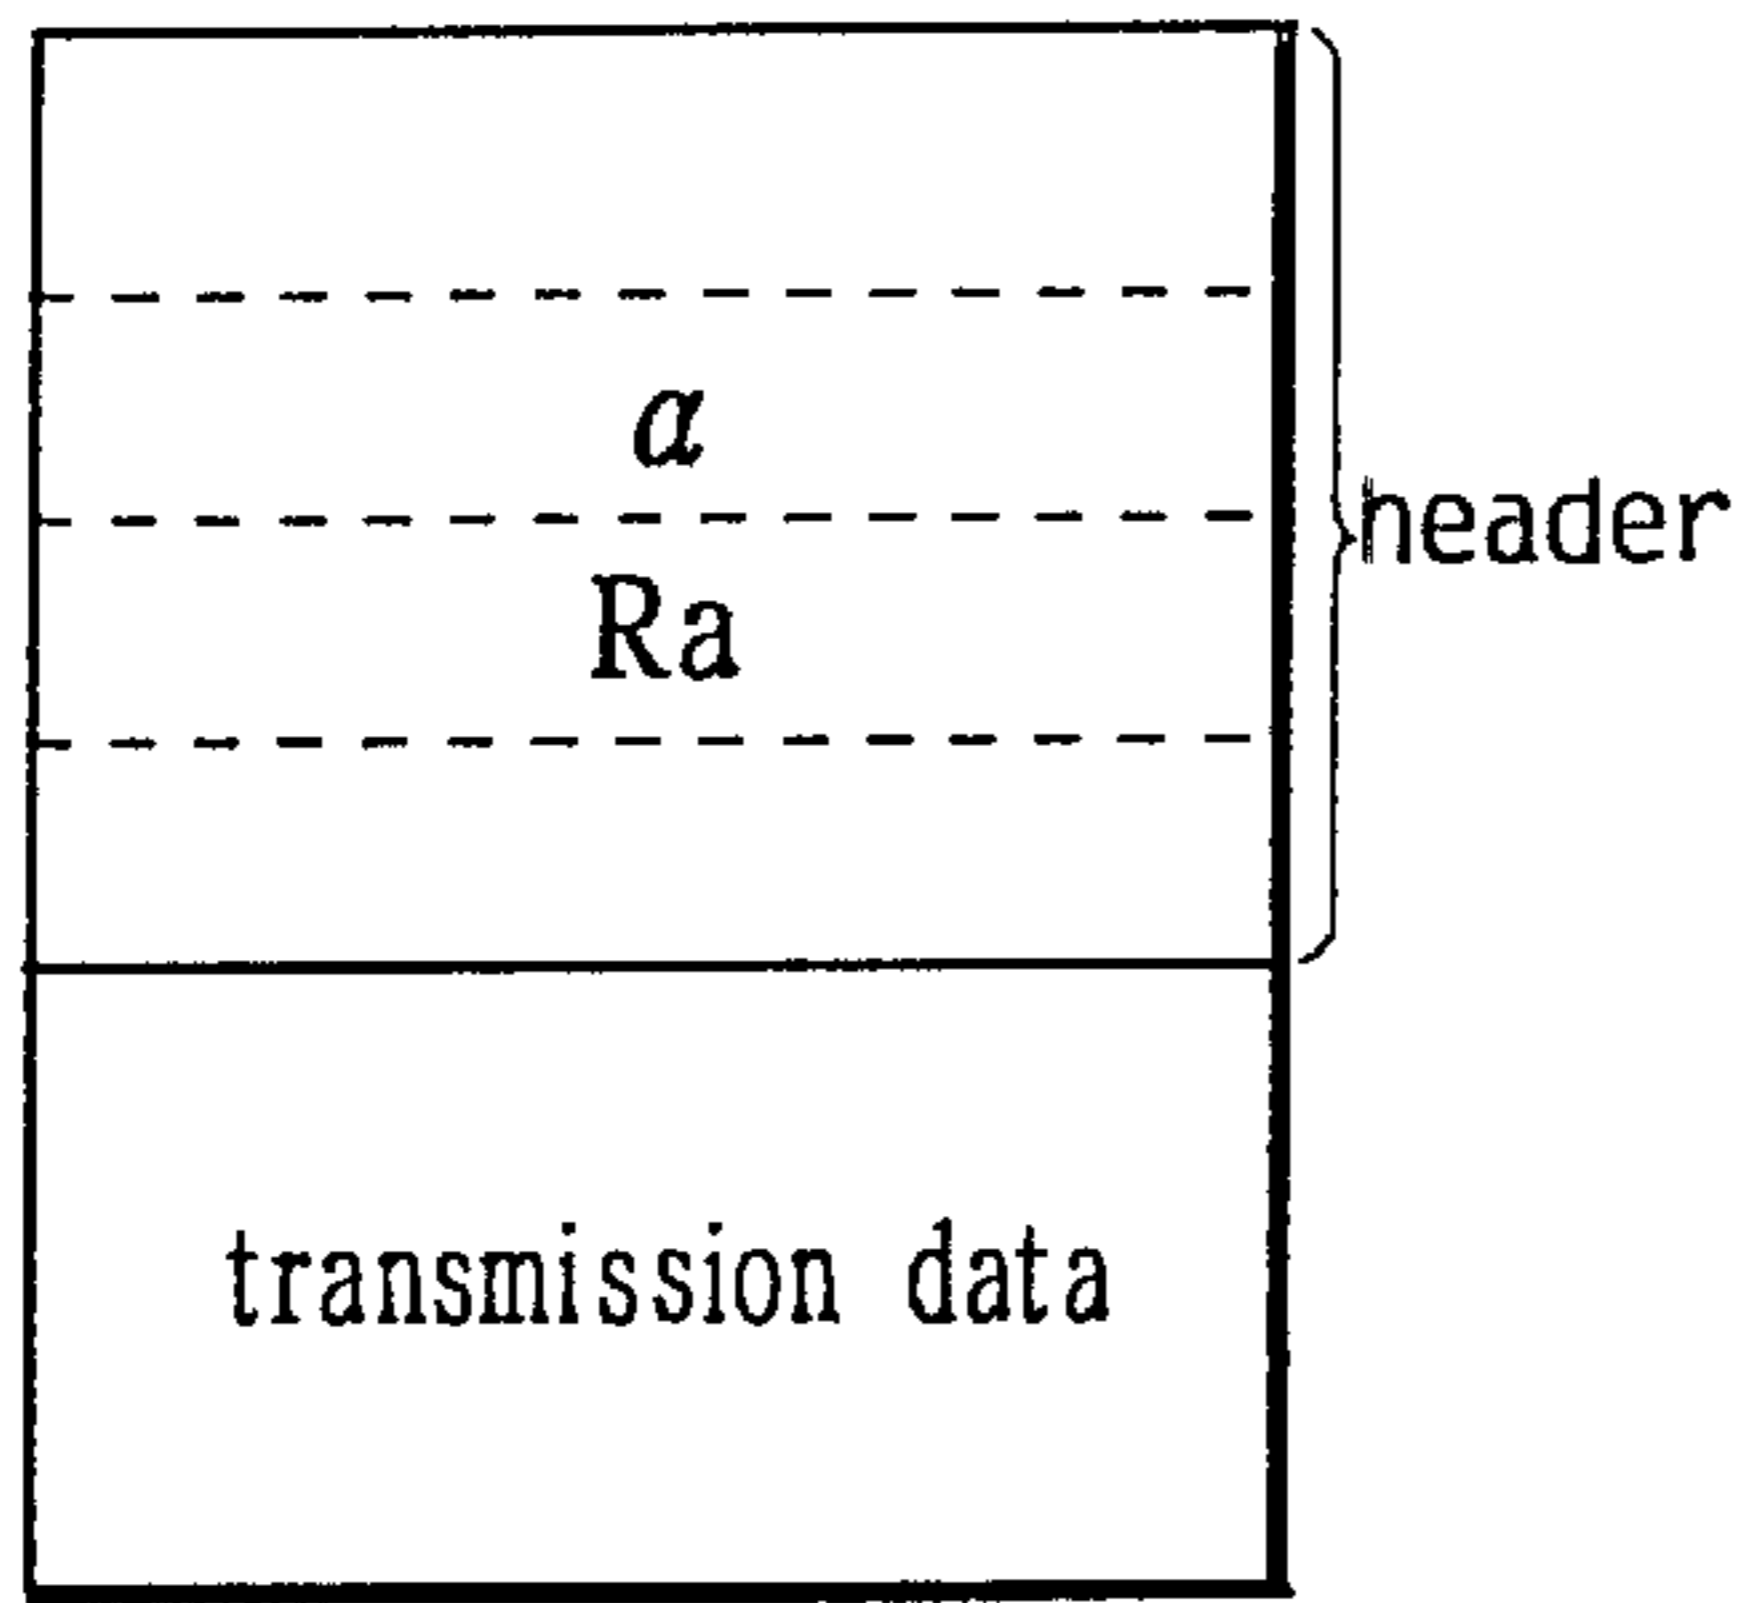 α
header
Ra
transmission data